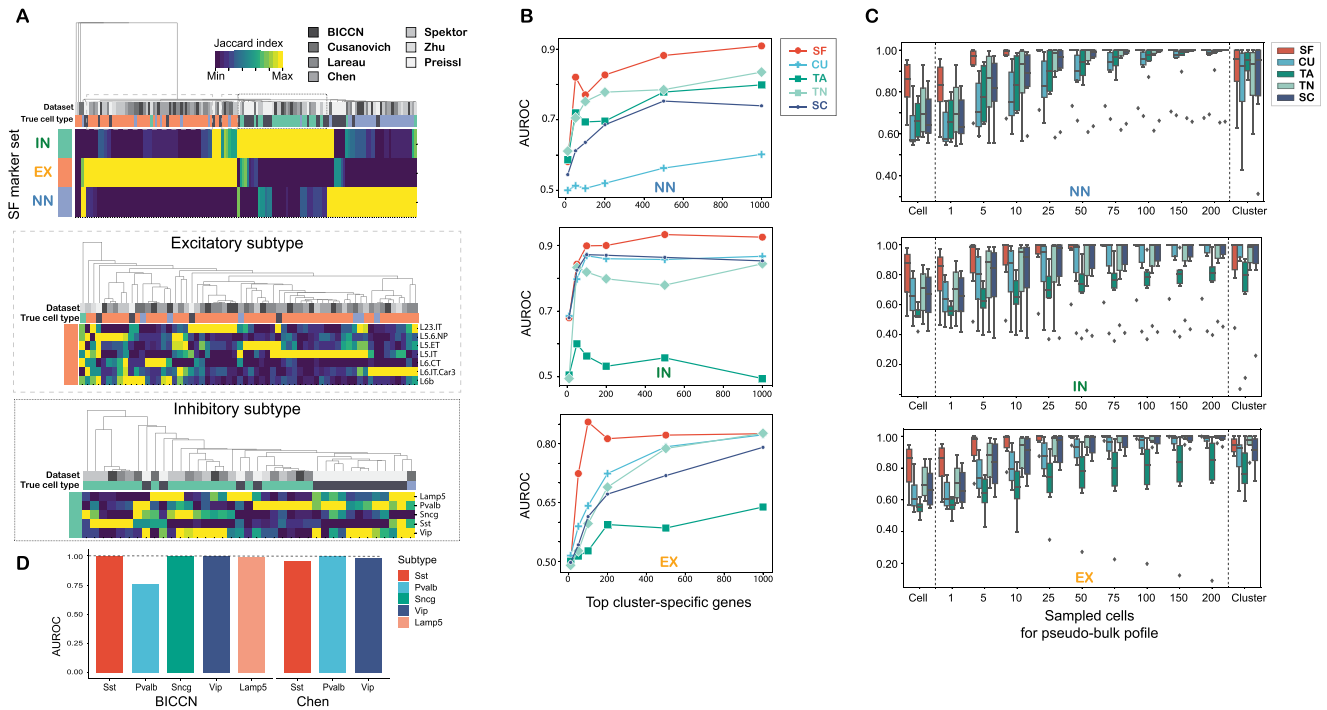 A
Jaccard index
Min Max
BICCN
Cusanovich
Lareau
Chen
Spektor
Zhu
Preissl
Dataset
True cell type
SF marker set
IN
EX
NN
Excitatory subtype
Dataset
True cell type
L23.IT
L5.6.NP
L5.ET
L5.IT
L6.CT
L6.IT.Car3
L6b
Inhibitory subtype
Dataset
True cell type
Lamp5
Pvalb
Sncg
Sst
Vip
B
AUROC
0.9
0.7
0.5
NN
0 200 400 600 800 1000
SF
CU
TA
TN
SC
AUROC
0.9
0.7
0.5
IN
0 200 400 600 800 1000
AUROC
0.80
0.65
0.50
EX
0 200 400 600 800 1000
Top cluster-specific genes
C
1.00
0.80
0.60
0.40
NN
Cell 1 5 10 25 50 75 100 150 200 Cluster
SF
CU
TA
TN
SC
1.00
0.80
0.60
0.40
0.20
IN
Cell 1 5 10 25 50 75 100 150 200 Cluster
1.00
0.80
0.60
0.40
0.20
EX
Cell 1 5 10 25 50 75 100 150 200 Cluster
Sampled cells
for pseudo-bulk pofile
D
AUROC
1.00
0.75
0.50
0.25
0.00
Sst Pvalb Sncg Vip Lamp5 Sst Pvalb Vip
BICCN Chen
Subtype
Sst
Pvalb
Sncg
Vip
Lamp5